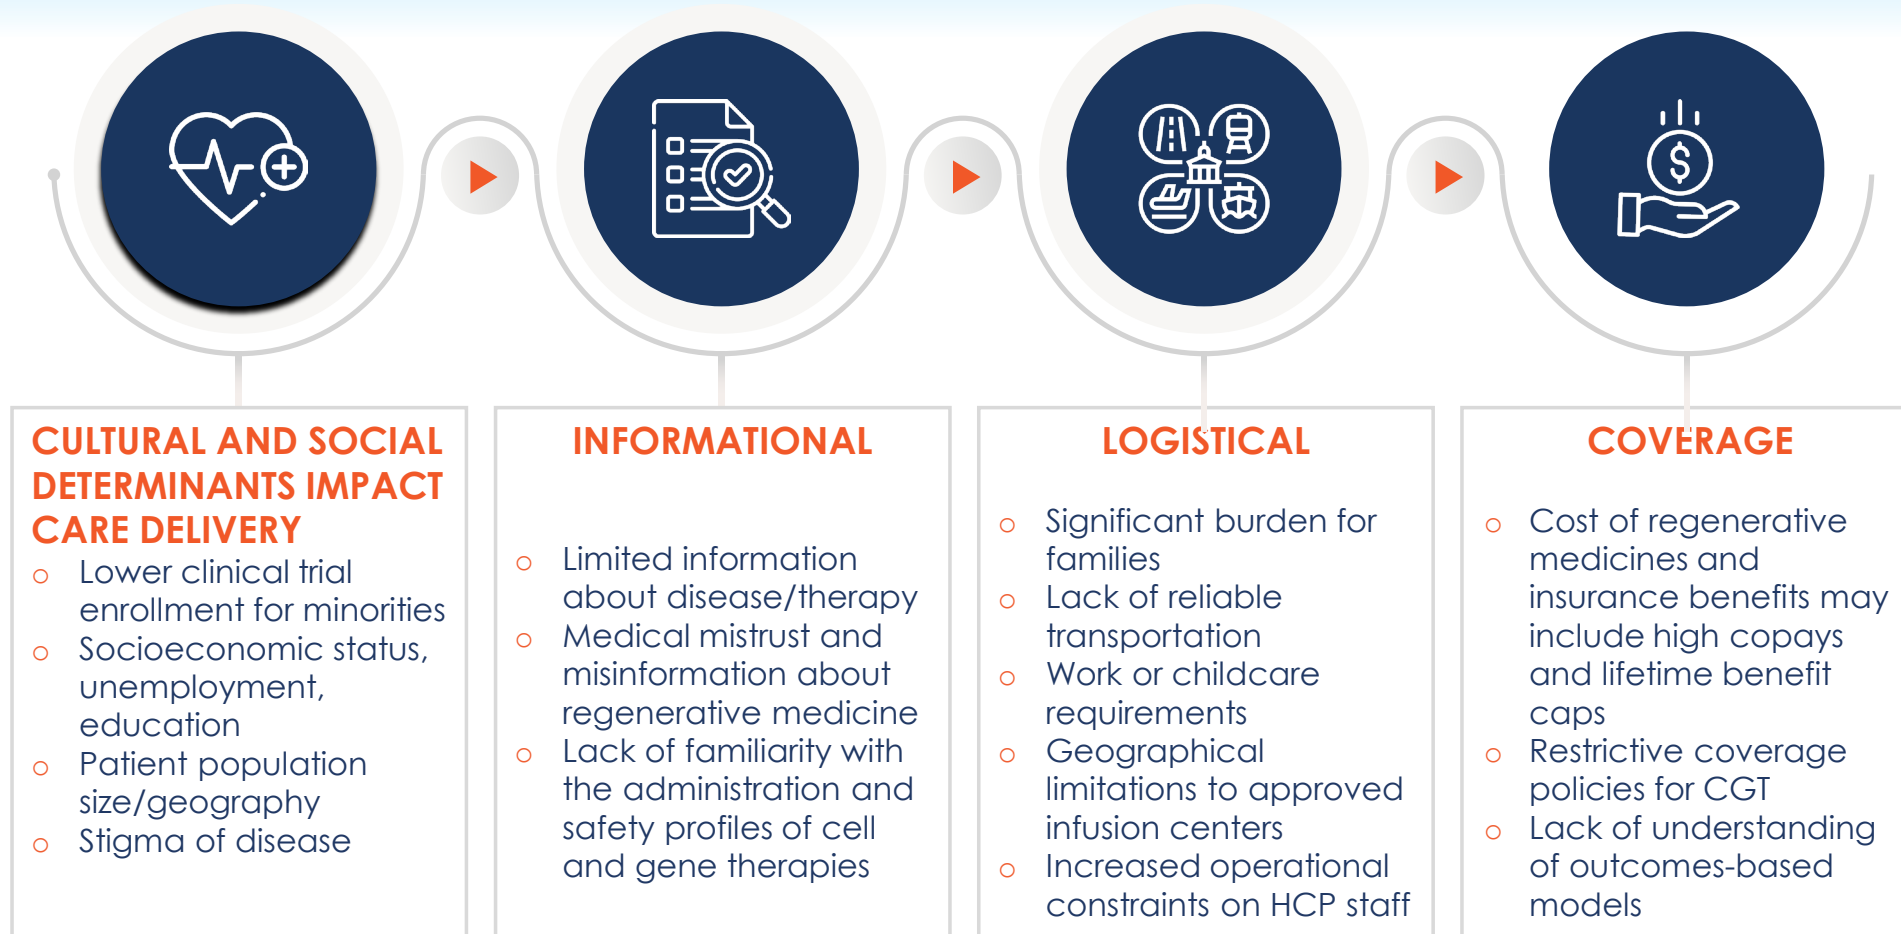 CULTURAL AND SOCIAL
DETERMINANTS IMPACT
CARE DELIVERY
o Lower clinical trial
enrollment for minorities
o Socioeconomic status,
unemployment,
education
o Patient population
size/geography
o Stigma of disease
INFORMATIONAL
o Limited information
about disease/therapy
o Medical mistrust and
misinformation about
regenerative medicine
o Lack of familiarity with
the administration and
safety profiles of cell
and gene therapies
LOGISTICAL
o Significant burden for
families
o Lack of reliable
transportation
o Work or childcare
requirements
o Geographical
limitations to approved
infusion centers
o Increased operational
constraints on HCP staff
$
COVERAGE
o Cost of regenerative
medicines and
insurance benefits may
include high copays
and lifetime benefit
caps
o Restrictive coverage
policies for CGT
o Lack of understanding
of outcomes-based
models